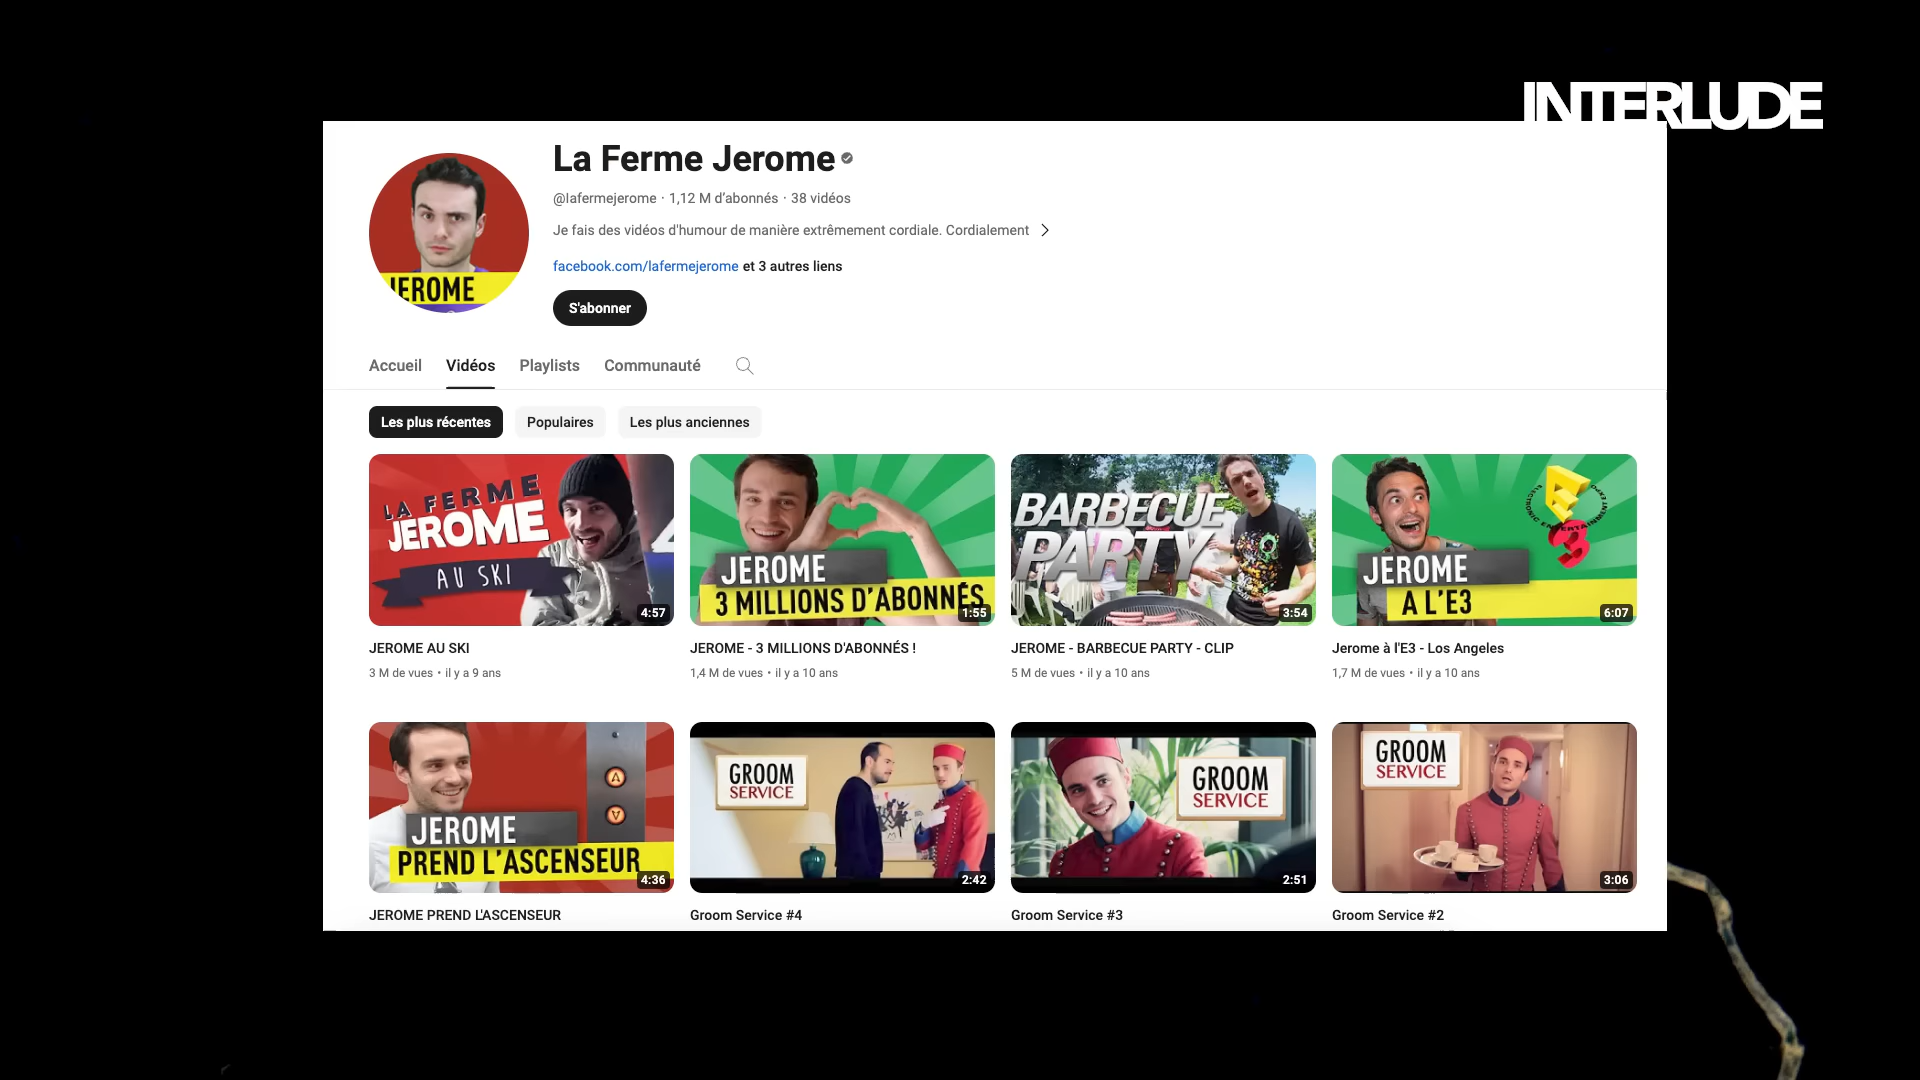 INTERLUDE
La Ferme Jerome
@lafermejerome · 1,12 M d'abonnés · 38 vidéos
Je fais des vidéos d'humour de manière extrêmement cordiale. Cordialement
facebook.com/lafermejerome et 3 autres liens
S'abonner
JEROME
Accueil Vidéos Playlists Communauté
Les plus récentes Populaires Les plus anciennes
LA FERME
JEROME
AU SKI
4:57
JEROME
3 MILLIONS D'ABONNÉS
1:55
BARBECUE
PARTY
3:54
E3
ELECTRONIC ENTERTAINMENT EXPO
JEROME
A L'E3
6:07
JEROME AU SKI
3 M de vues • il y a 9 ans
JEROME - 3 MILLIONS D'ABONNÉS !
1,4 M de vues • il y a 10 ans
JEROME - BARBECUE PARTY - CLIP
5 M de vues • il y a 10 ans
Jerome à l'E3 - Los Angeles
1,7 M de vues • il y a 10 ans
JEROME
PREND L'ASCENSEUR
4:36
GROOM
SERVICE
2:42
GROOM
SERVICE
2:51
GROOM
SERVICE
3:06
JEROME PREND L'ASCENSEUR
Groom Service #4
Groom Service #3
Groom Service #2